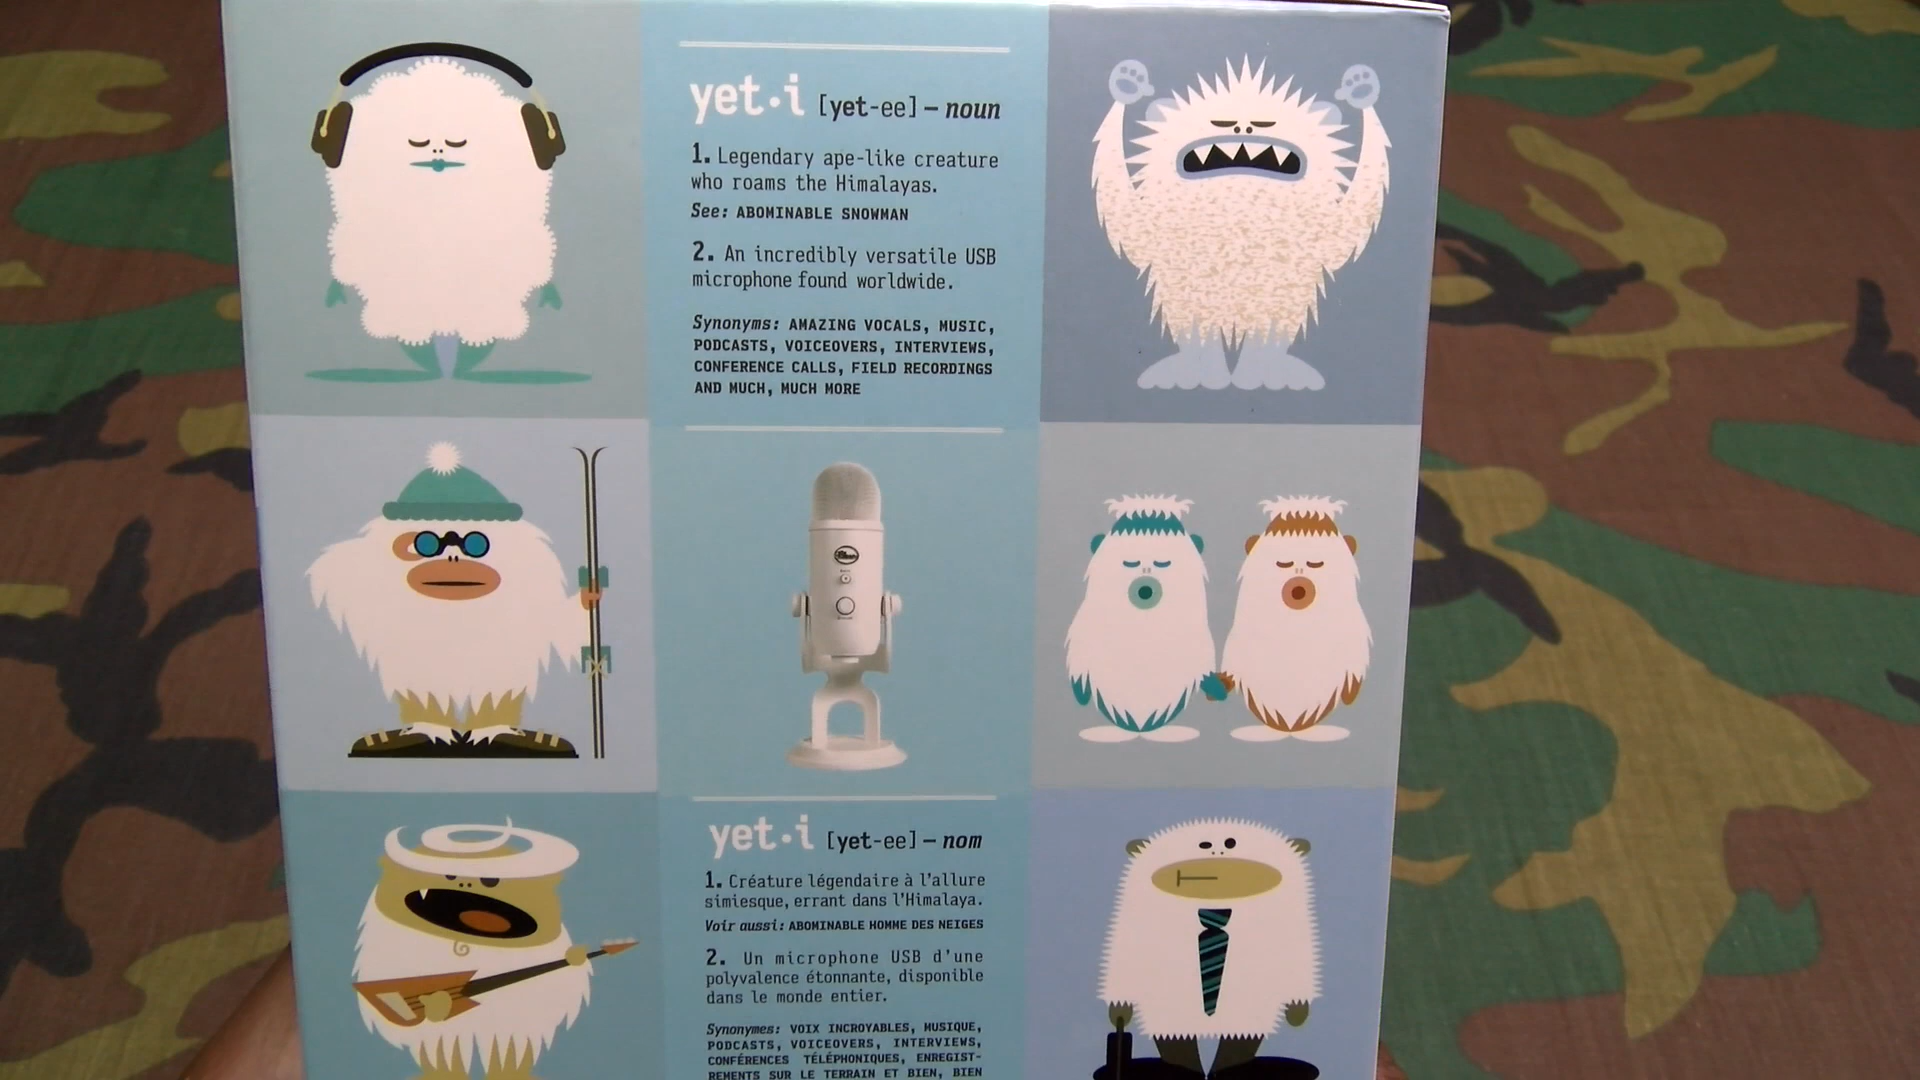 yet·i [yet-ee] — noun
1. Legendary ape-like creature
who roams the Himalayas.
See: ABOMINABLE SNOWMAN
2. An incredibly versatile USB
microphone found worldwide.
Synonyms: AMAZING VOCALS, MUSIC,
PODCASTS, VOICEOVERS, INTERVIEWS,
CONFERENCE CALLS, FIELD RECORDINGS
AND MUCH, MUCH MORE
yet·i [yet-ee] — nom
1. Créature légendaire à l'allure
simiesque, errant dans l'Himalaya.
Voir aussi: ABOMINABLE HOMME DES NEIGES
2. Un microphone USB d'une
polyvalence étonnante, disponible
dans le monde entier.
Synonymes: VOIX INCROYABLES, MUSIQUE,
PODCASTS, VOICEOVERS, INTERVIEWS,
CONFÉRENCES TÉLÉPHONIQUES, ENREGIST-
REMENTS SUR LE TERRAIN ET BIEN, BIEN